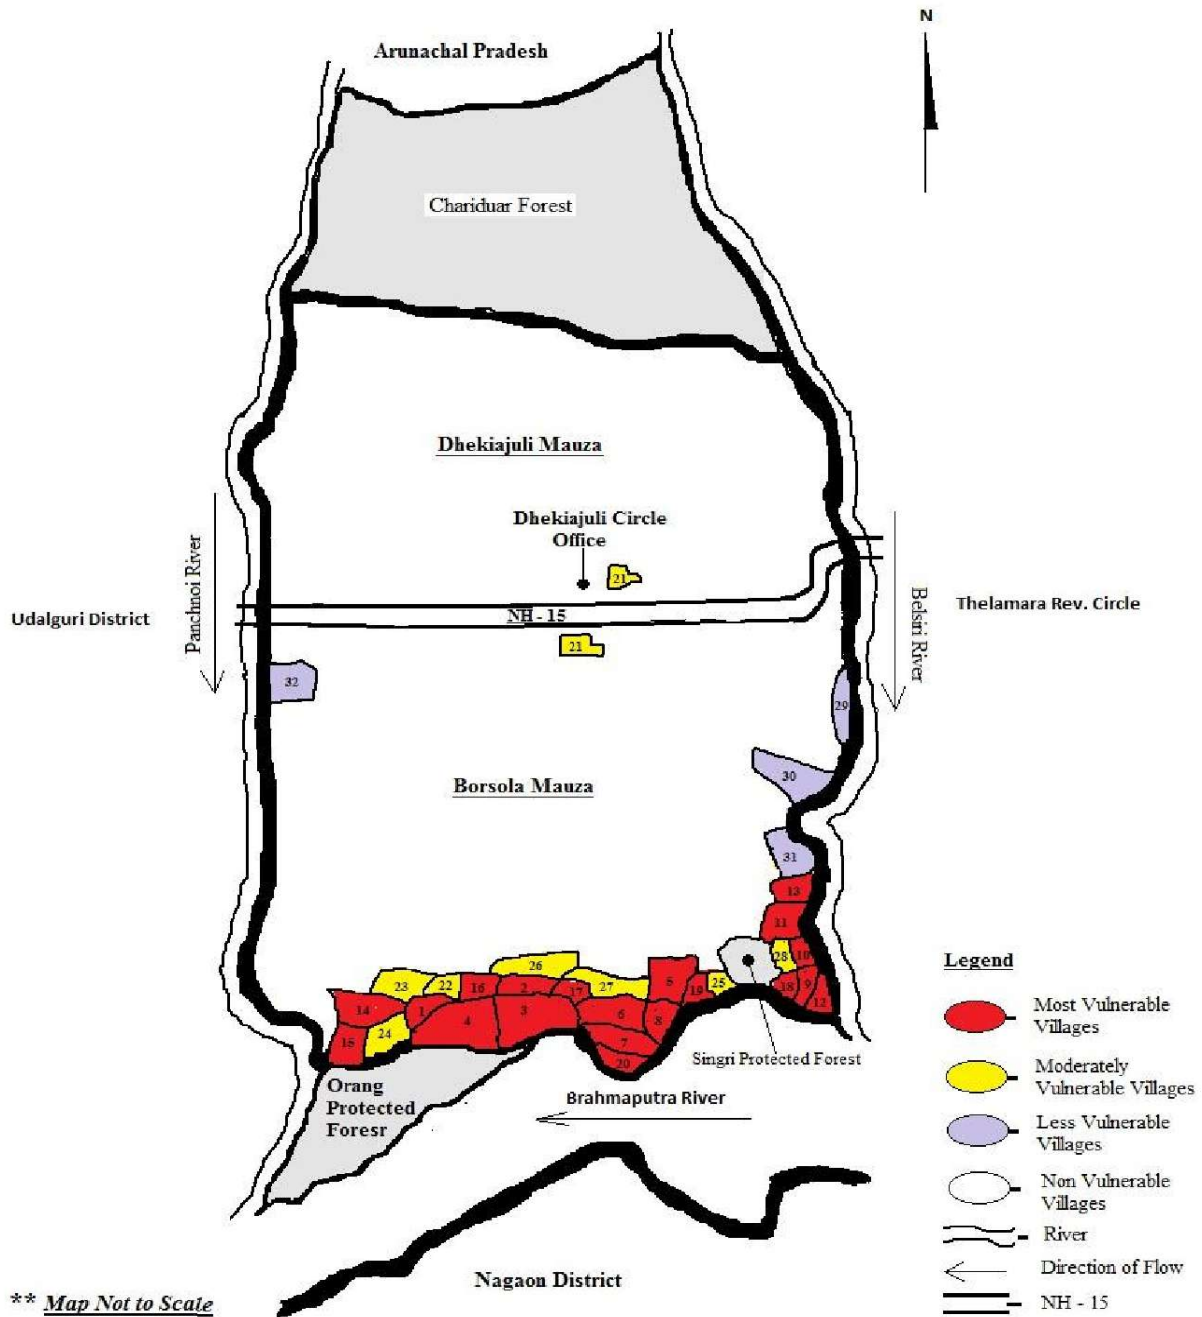 N
Arunachal Pradesh
Chariduar Forest
Dhekiajuli Mauza
Dhekiajuli Circle
Office
21
Panchnoi River
Belsiri River
Udalguri District
NH - 15
Thelamara Rev. Circle
21
32
29
30
Borsola Mauza
31
13
11
26
28
10
23
22
16
2
17
27
5
19
25
18
9
12
14
1
4
3
6
8
15
24
7
20
Singri Protected Forest
Orang
Protected
Foresr
Brahmaputra River
Nagaon District
** Map Not to Scale
Legend
Most Vulnerable
Villages
Moderately
Vulnerable Villages
Less Vulnerable
Villages
Non Vulnerable
Villages
River
Direction of Flow
NH - 15